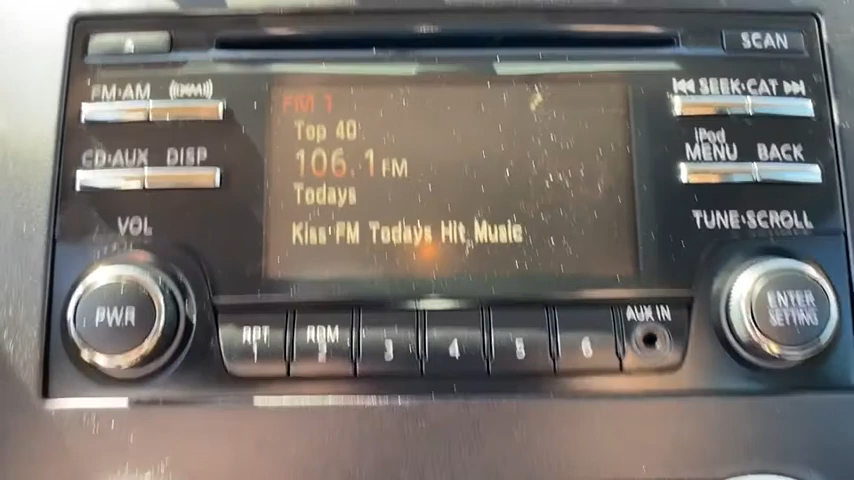 SCAN
FM·AM
SEEK·CAT
CD·AUX DISP
iPod
MENU BACK
VOL
TUNE·SCROLL
FM 1
Top 40
106.1 FM
Todays
Kiss FM Todays Hit Music
PWR
ENTER
SETTING
RPT
1
RDM
2
3
4
5
6
AUX IN